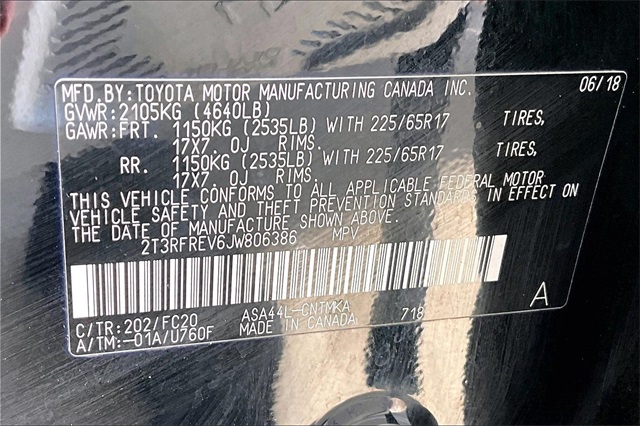 MFD.BY:TOYOTA MOTOR MANUFACTURING CANADA INC. 06/18
GVWR:2105KG (4640LB)
GAWR:FRT. 1150KG (2535LB) WITH 225/65R17 TIRES,
17X7. 0J RIMS.
RR. 1150KG (2535LB) WITH 225/65R17 TIRES,
17X7. 0J RIMS.
THIS VEHICLE CONFORMS TO ALL APPLICABLE FEDERAL MOTOR
VEHICLE SAFETY AND THEFT PREVENTION STANDARDS IN EFFECT ON
THE DATE OF MANUFACTURE SHOWN ABOVE.
2T3RFREV6JW806386 MPV
C/TR:202/FC20 ASA44L-CNTMKA 718 A
A/TM:-01A/U760F MADE IN CANADA